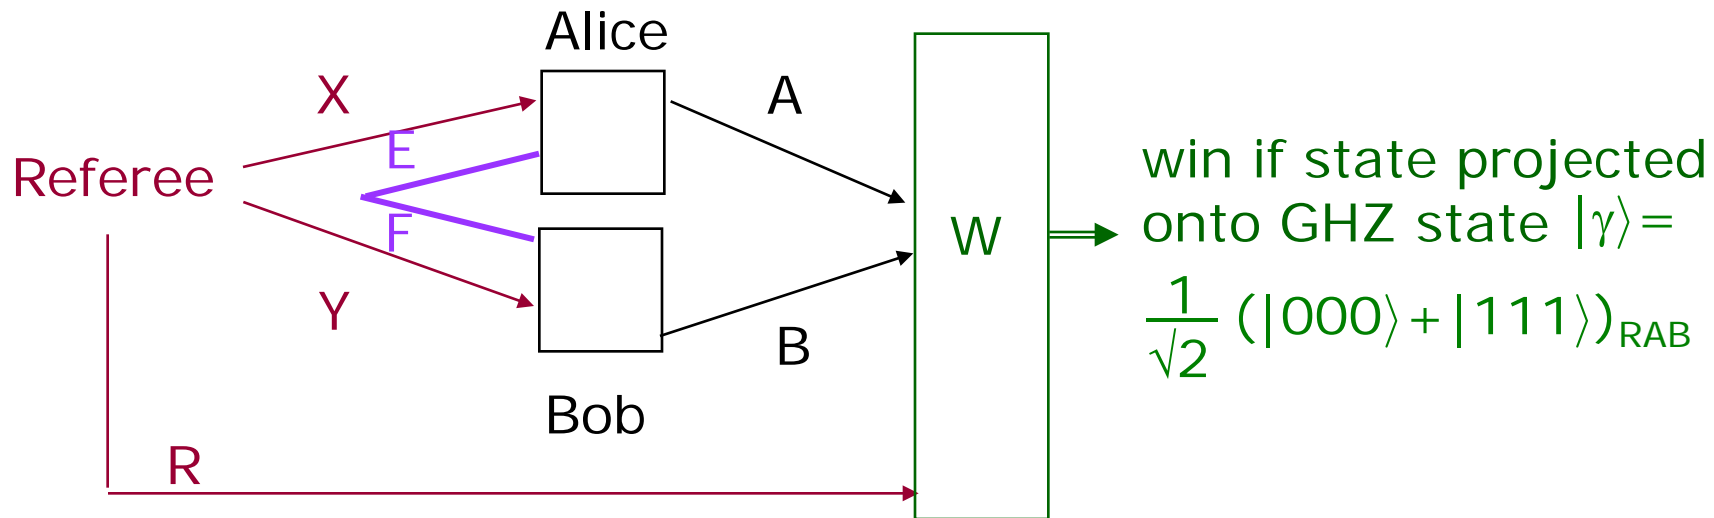 Alice
X
A
E
Referee
win if state projected
onto GHZ state |γ⟩=
F
W
1
√2
(|000⟩+|111⟩)RAB
Y
B
Bob
R